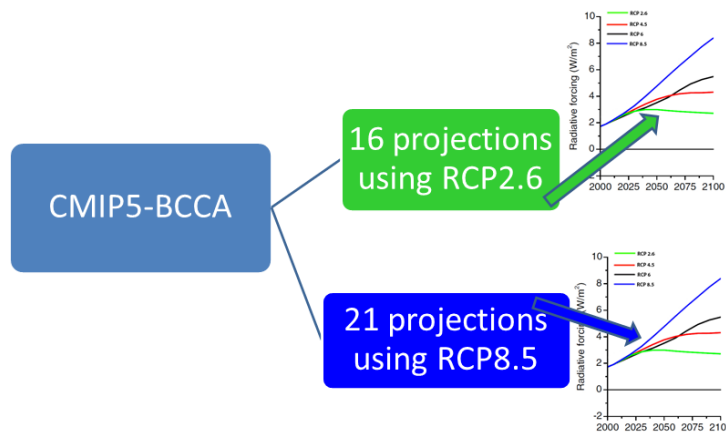 CMIP5-BCCA
16 projections
using RCP2.6
21 projections
using RCP8.5
Radiative forcing (W/m²)
10
8
6
4
2
0
-2
2000
2025
2050
2075
2100
RCP 2.6
RCP 4.5
RCP 6
RCP 8.5
Radiative forcing (W/m²)
10
8
6
4
2
0
-2
2000
2025
2050
2075
210
RCP 2.6
RCP 4.5
RCP 6
RCP 8.5